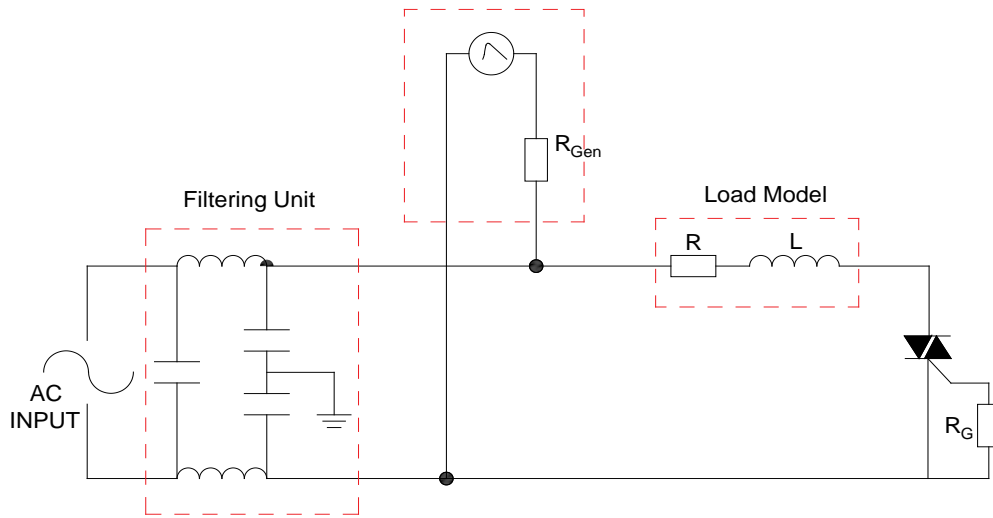 R_Gen
Filtering Unit
Load Model
R
L
AC
INPUT
R_G